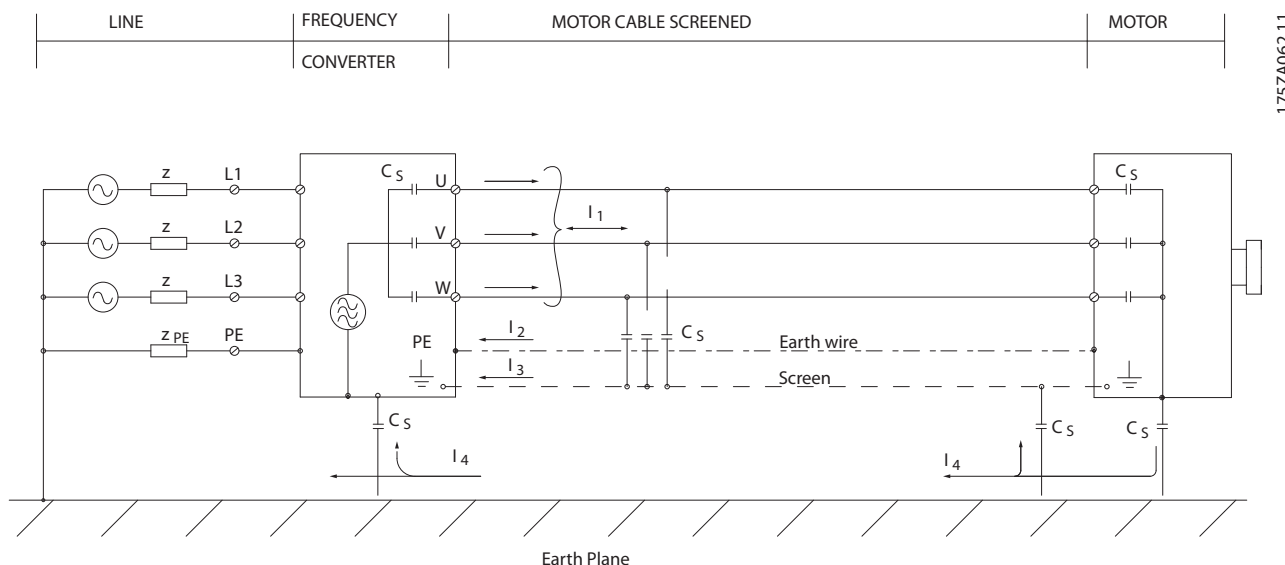 LINE
FREQUENCY
CONVERTER
MOTOR CABLE SCREENED
MOTOR
175ZA062.11
z
L1
C S
U
C S
z
L2
I 1
V
z
L3
W
z PE
PE
PE
I 2
C S
Earth wire
I 3
Screen
C S
C S
C S
I 4
I 4
Earth Plane